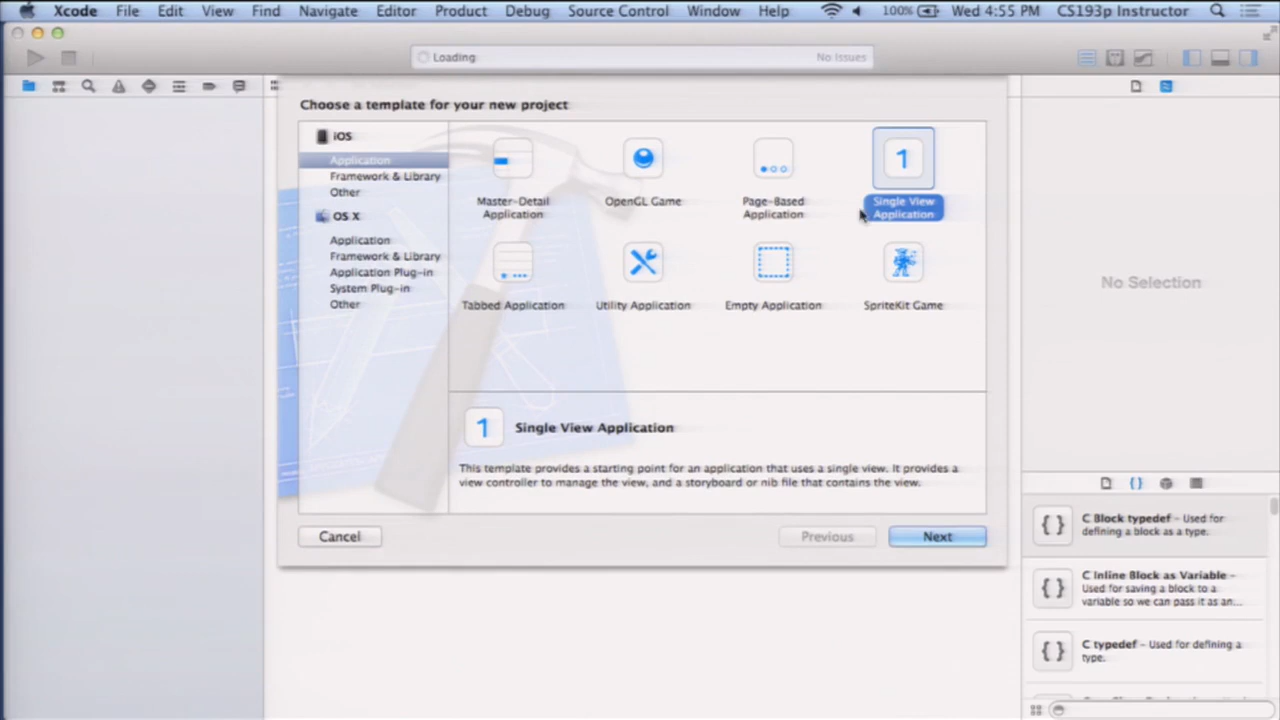 Xcode File Edit View Find Navigate Editor Product Debug Source Control Window Help 100% Wed 4:55 PM CS193p Instructor
Loading No Issues
Choose a template for your new project
iOS
Application
Framework & Library
Other
OS X
Application
Framework & Library
Application Plug-in
System Plug-in
Other
Master-Detail
Application
OpenGL Game
Page-Based
Application
1
Single View
Application
Tabbed Application
Utility Application
Empty Application
SpriteKit Game
1
Single View Application
This template provides a starting point for an application that uses a single view. It provides a
view controller to manage the view, and a storyboard or nib file that contains the view.
Cancel
Previous
Next
No Selection
{}
{ }
C Block typedef - Used for
defining a block as a type.
{ }
C Inline Block as Variable -
Used for saving a block to a
variable so we can pass it as an...
{ }
C typedef - Used for defining a
type.